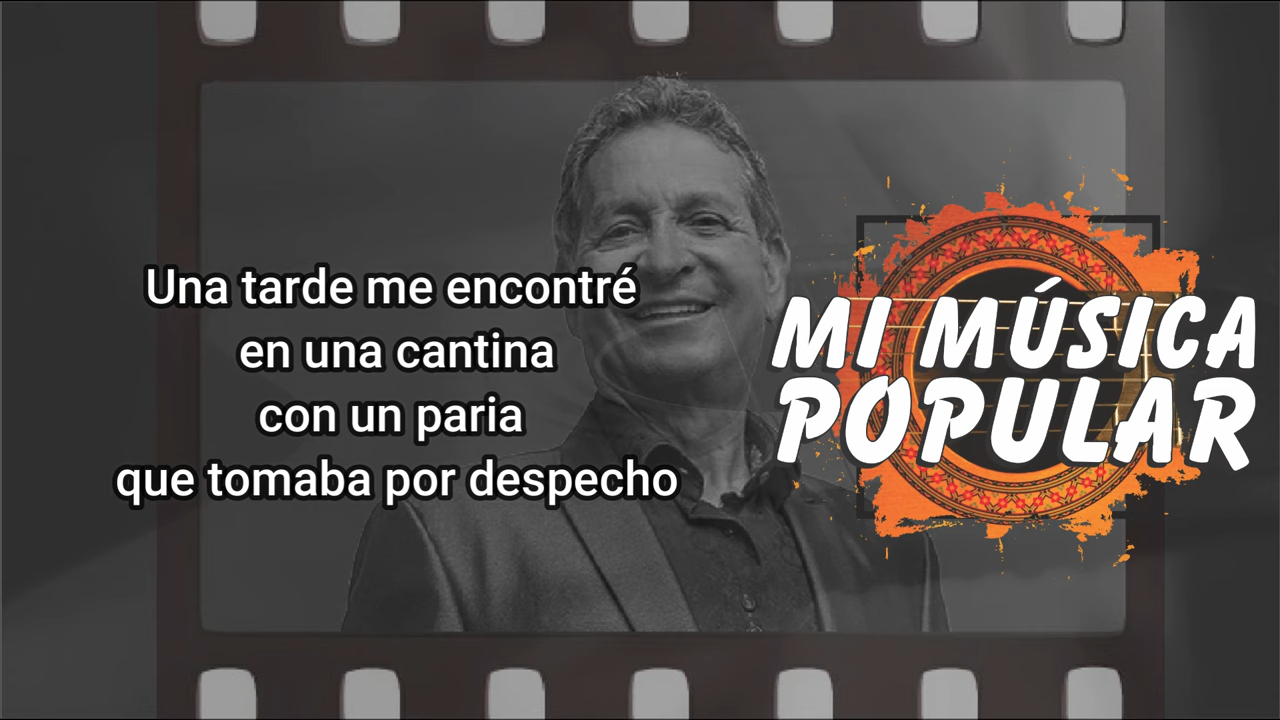 Una tarde me encontré
en una cantina
con un paria
que tomaba por despecho
MI MÚSICA
POPULAR